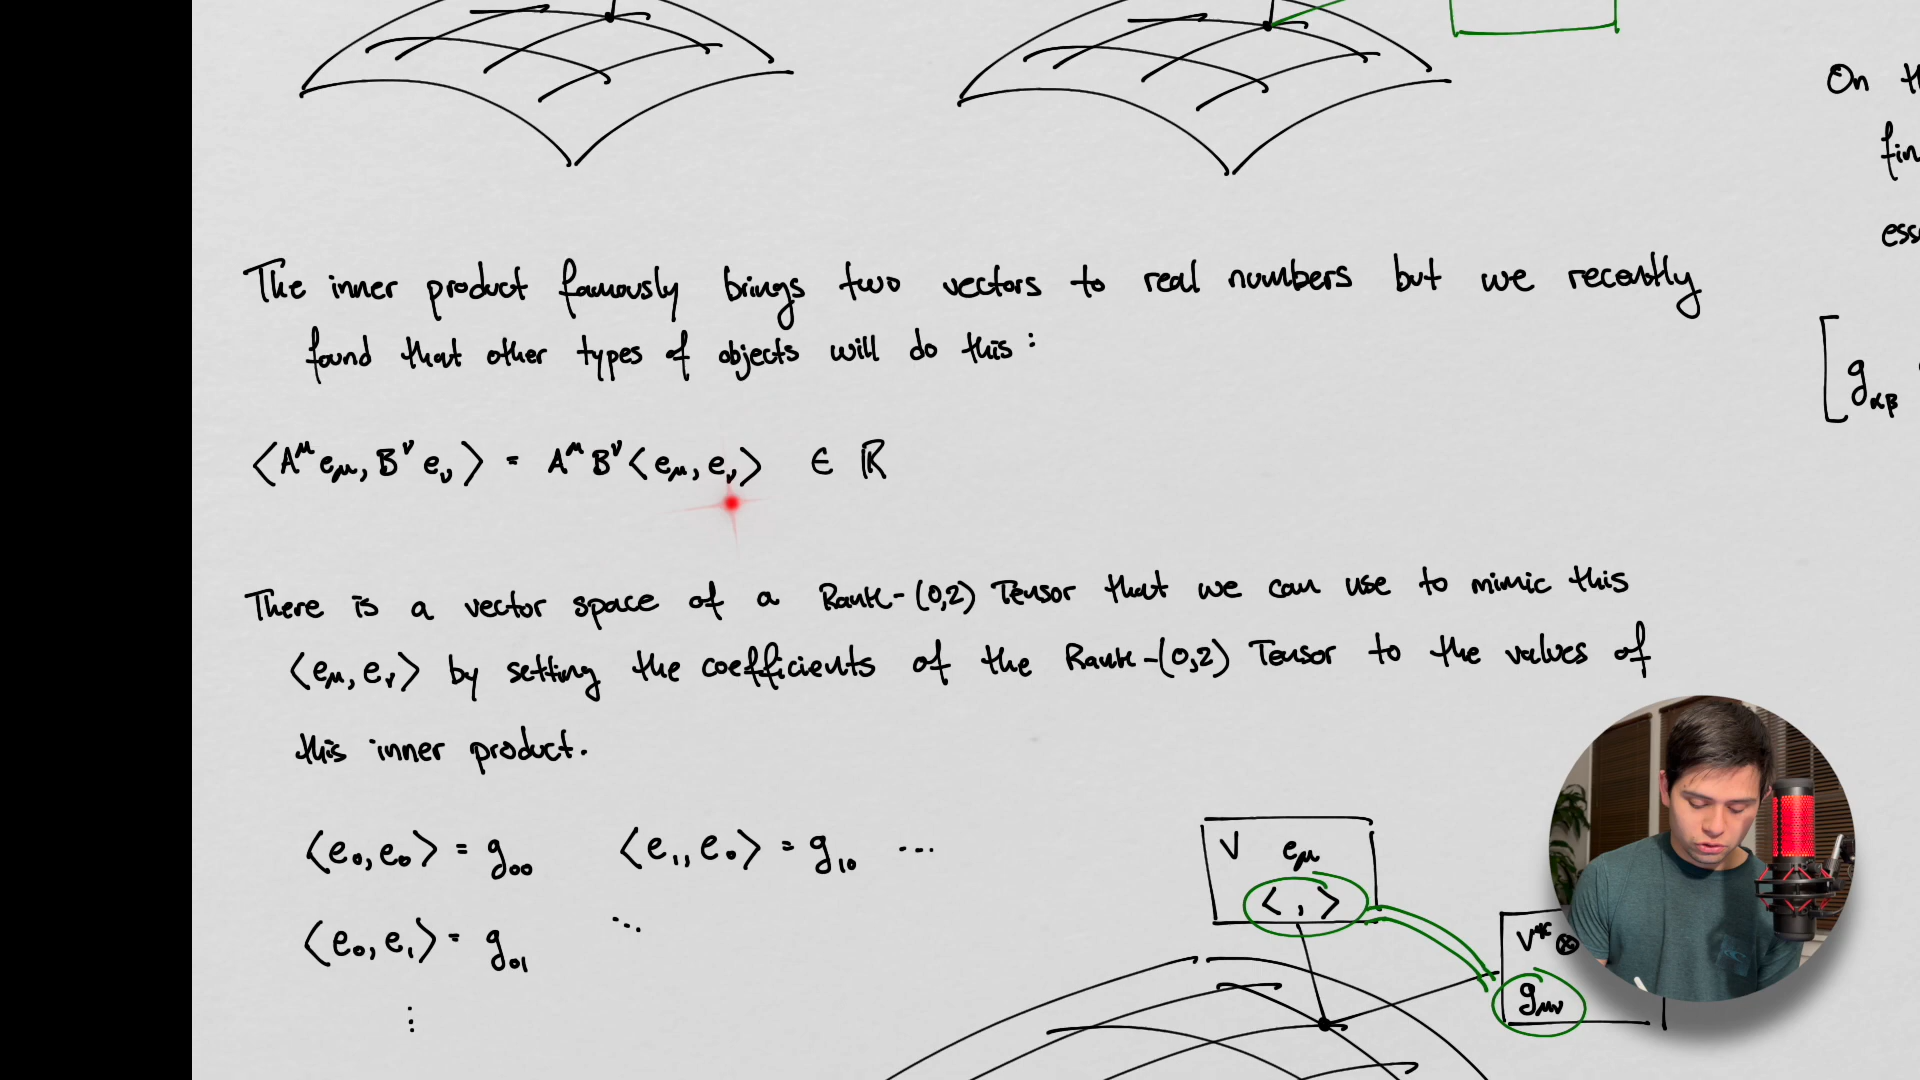 The inner product famously brings two vectors to real numbers but we recently
found that other types of objects will do this:
⟨A^μ e_μ, B^ν e_ν⟩ = A^μ B^ν ⟨e_μ, e_ν⟩ ∈ ℝ
There is a vector space of a Rank-(0,2) Tensor that we can use to mimic this
⟨e_μ, e_ν⟩ by setting the coefficients of the Rank-(0,2) Tensor to the values of
this inner product.
⟨e_0, e_0⟩ = g_00 ⟨e_1, e_0⟩ = g_10 ...
⟨e_0, e_1⟩ = g_01 ⋱
⋮
V e_μ
⟨ , ⟩
V* ⊗
g_μν
On
g_αβ